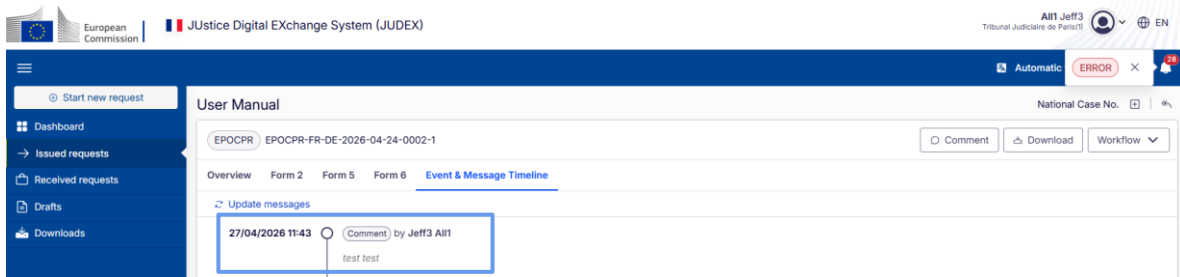 European
Commission
JUstice Digital EXchange System (JUDEX)
All1 Jeff3
Tribunal Judiciaire de Paris(1)
EN
Automatic
ERROR
28
Start new request
User Manual
National Case No.
Dashboard
EPOCPR EPOCPR-FR-DE-2026-04-24-0002-1
Comment
Download
Workflow
Issued requests
Received requests
Overview Form 2 Form 5 Form 6 Event & Message Timeline
Drafts
Update messages
Downloads
27/04/2026 11:43 Comment by Jeff3 All1
test test